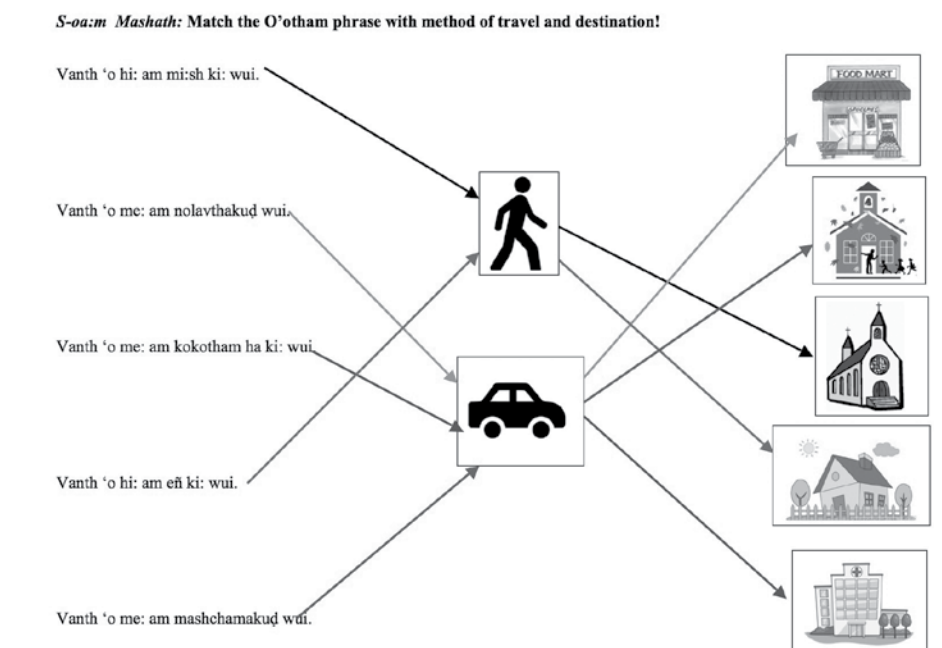 S-oa:m Mashath: Match the O’otham phrase with method of travel and destination!
Vanth ‘o hi: am mi:sh ki: wui.
FOOD MART
Vanth ‘o me: am nolavthakuḍ wui.
Vanth ‘o me: am kokotham ha ki: wui.
Vanth ‘o hi: am eñ ki: wui.
Vanth ‘o me: am mashchamakuḍ wui.